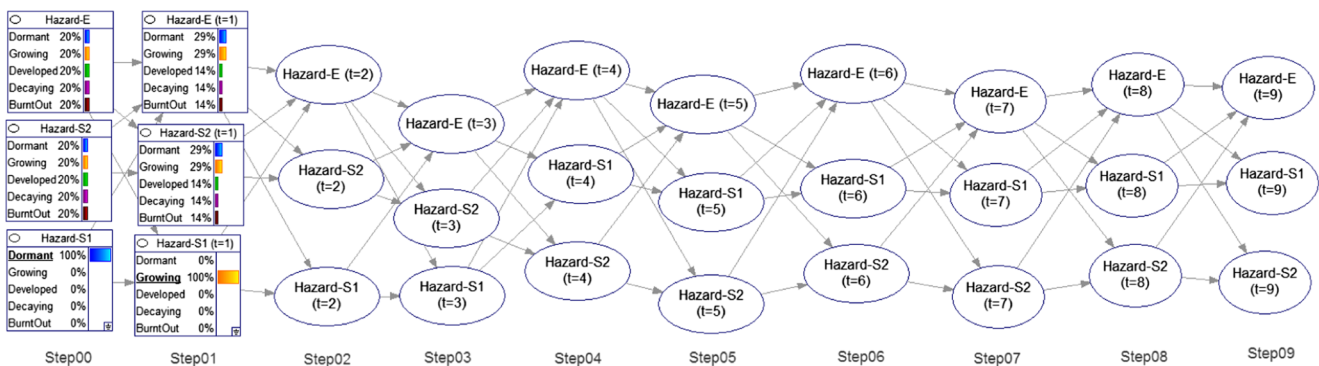 Hazard-E
Dormant 20%
Growing 20%
Developed 20%
Decaying 20%
BurntOut 20%
Hazard-S2
Dormant 20%
Growing 20%
Developed 20%
Decaying 20%
BurntOut 20%
Hazard-S1
Dormant 100%
Growing 0%
Developed 0%
Decaying 0%
BurntOut 0%
Step00
Hazard-E (t=1)
Dormant 29%
Growing 29%
Developed 14%
Decaying 14%
BurntOut 14%
Hazard-S2 (t=1)
Dormant 29%
Growing 29%
Developed 14%
Decaying 14%
BurntOut 14%
Hazard-S1 (t=1)
Dormant 0%
Growing 100%
Developed 0%
Decaying 0%
BurntOut 0%
Step01
Hazard-E (t=2)
Hazard-S2
(t=2)
Hazard-S1
(t=2)
Step02
Hazard-E (t=3)
Hazard-S2
(t=3)
Hazard-S1
(t=3)
Step03
Hazard-E (t=4)
Hazard-S1
(t=4)
Hazard-S2
(t=4)
Step04
Hazard-E (t=5)
Hazard-S1
(t=5)
Hazard-S2
(t=5)
Step05
Hazard-E (t=6)
Hazard-S1
(t=6)
Hazard-S2
(t=6)
Step06
Hazard-E
(t=7)
Hazard-S1
(t=7)
Hazard-S2
(t=7)
Step07
Hazard-E
(t=8)
Hazard-S1
(t=8)
Hazard-S2
(t=8)
Step08
Hazard-E
(t=9)
Hazard-S1
(t=9)
Hazard-S2
(t=9)
Step09